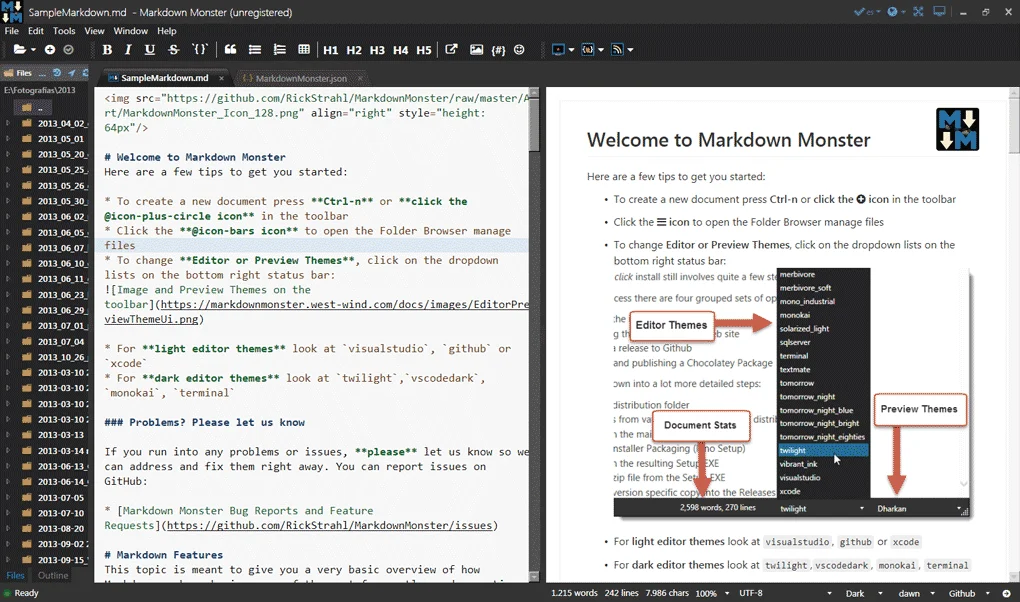 SampleMarkdown.md - Markdown Monster (unregistered)
es
File Edit Tools View Window Help
B I U S `{}` H1 H2 H3 H4 H5 {#}
Files ... SampleMarkdown.md × MarkdownMonster.json ×
E:\Fotografias\2013
..
2013_04_02_
2013_05_01
2013_05_20_
2013_05_25_
2013_05_26_
2013_05_30_
2013_06_02_
2013_06_05_
2013_06_07_
2013_06_10_
2013_06_11_
2013_06_23_
2013_06_29_
2013_07_01_
2013_07_04
2013_10_26_
2013-03-10
2013-03-10
2013-03-10
2013-03-10
2013-03-13
2013-03-14
2013-06-13_
2013-06-14_
2013-07-05
2013-07-10
2013-08-20
2013-09-02
2013-09-15_
Files Outline
<img src="https://github.com/RickStrahl/MarkdownMonster/raw/master/A
rt/MarkdownMonster_Icon_128.png" align="right" style="height:
64px"/>
# Welcome to Markdown Monster
Here are a few tips to get you started:
* To create a new document press **Ctrl-n** or **click the
@icon-plus-circle icon** in the toolbar
* Click the **@icon-bars icon** to open the Folder Browser manage
files
* To change **Editor or Preview Themes**, click on the dropdown
lists on the bottom right status bar:
![Image and Preview Themes on the
toolbar](https://markdownmonster.west-wind.com/docs/images/EditorPre
viewThemeUi.png)
* For **light editor themes** look at `visualstudio`, `github` or
`xcode`
* For **dark editor themes** look at `twilight`,`vscodedark`,
`monokai`, `terminal`
### Problems? Please let us know
If you run into any problems or issues, **please** let us know so we
can address and fix them right away. You can report issues on
GitHub:
* [Markdown Monster Bug Reports and Feature
Requests](https://github.com/RickStrahl/MarkdownMonster/issues)
# Markdown Features
This topic is meant to give you a very basic overview of how
Welcome to Markdown Monster
Here are a few tips to get you started:
• To create a new document press Ctrl-n or click the icon in the toolbar
• Click the icon to open the Folder Browser manage files
• To change Editor or Preview Themes, click on the dropdown lists on the
bottom right status bar:
click install still involves quite a few ste
cess there are four grouped sets of op
the
web site
a release to Github
and publishing a Chocolatey Package
own into a lot more detailed steps:
distribution folder
distri
n the mai
nstaller Packaging (Inno Setup)
n the resulting Setup.EXE
zip file from the Setup EXE
version specific copy into the Releases
Editor Themes
Document Stats
Preview Themes
merbivore
merbivore_soft
mono_industrial
monokai
solarized_light
sqlserver
terminal
textmate
tomorrow
tomorrow_night
tomorrow_night_blue
tomorrow_night_bright
tomorrow_night_eighties
twilight
vibrant_ink
visualstudio
xcode
2,598 words, 270 lines twilight Dharkan
• For light editor themes look at visualstudio, github or xcode
• For dark editor themes look at twilight, vscodedark, monokai, terminal
Ready 1.215 words 242 lines 7.986 chars 100% UTF-8 Dark dawn Github